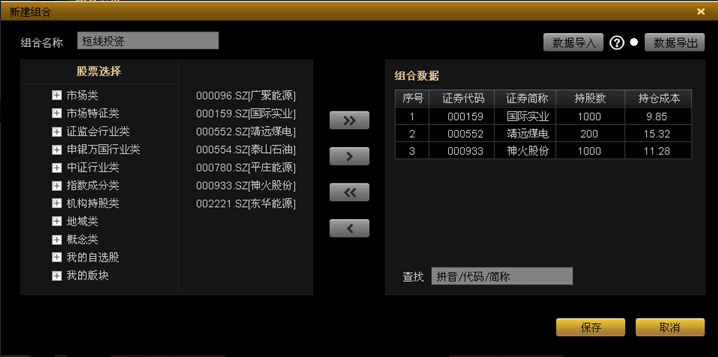 新建组合
组合名称 短线投资 数据导入 ? 数据导出
股票选择
市场类
市场特征类
证监会行业类
申银万国行业类
中证行业类
指数成分类
机构持股类
地域类
概念类
我的自选股
我的版块
000096.SZ[广聚能源]
000159.SZ[国际实业]
000552.SZ[靖远煤电]
000554.SZ[泰山石油]
000780.SZ[平庄能源]
000933.SZ[神火股份]
002221.SZ[东华能源]
>>
>
<<
<
组合数据
序号 证券代码 证券简称 持股数 持仓成本
1 000159 国际实业 1000 9.85
2 000552 靖远煤电 200 15.32
3 000933 神火股份 1000 11.28
查找 拼音/代码/简称
保存 取消